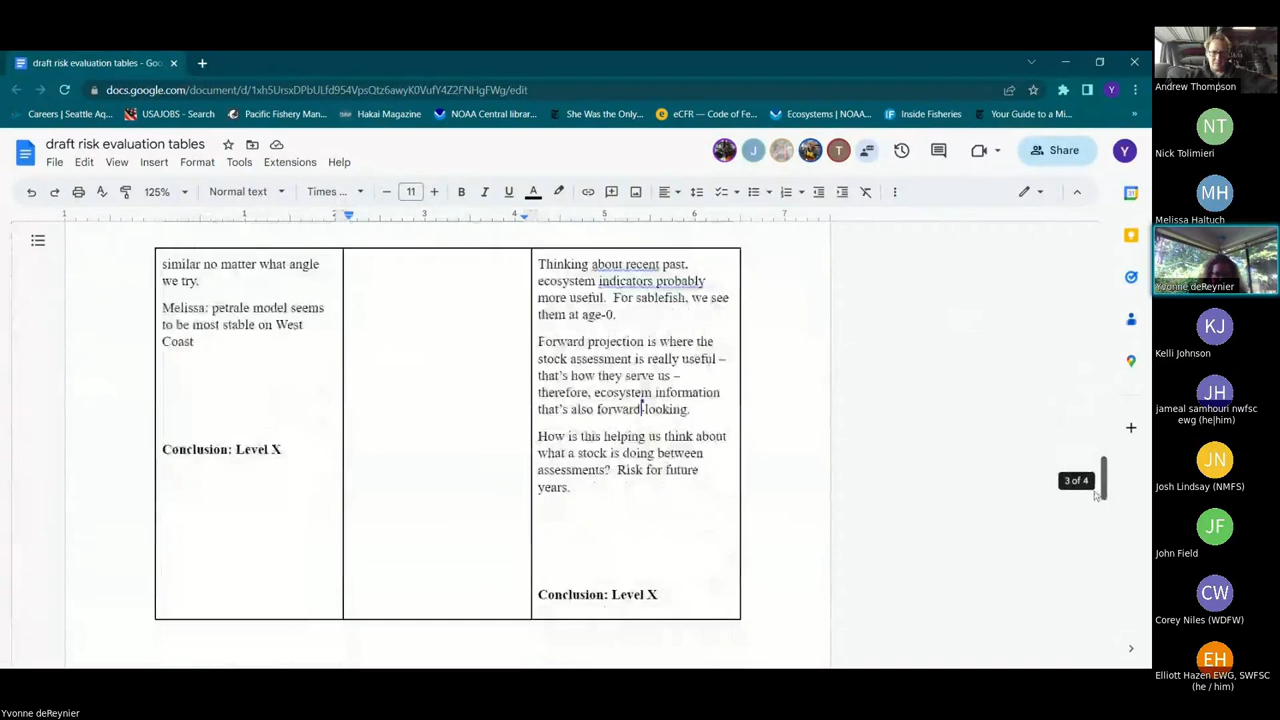 draft risk evaluation tables - Goo
docs.google.com/document/d/1xh5UrsxDPbULfd954VpsQtz6awyK0VufY4Z2FNHgFWg/edit
Careers | Seattle Aq...
USAJOBS - Search
Pacific Fishery Man...
Hakai Magazine
NOAA Central librar...
She Was the Only...
eCFR — Code of Fe...
Ecosystems | NOAA...
Inside Fisheries
Your Guide to a Mi...
draft risk evaluation tables
File Edit View Insert Format Tools Extensions Help
J
T
Share
Y
125%
Normal text
Times ...
11
B I U A
1 1 2 3 4 5 6 7
similar no matter what angle
we try.
Melissa: petrale model seems
to be most stable on West
Coast
Conclusion: Level X
Thinking about recent past,
ecosystem indicators probably
more useful. For sablefish, we see
them at age-0.
Forward projection is where the
stock assessment is really useful –
that’s how they serve us –
therefore, ecosystem information
that’s also forward-looking.
How is this helping us think about
what a stock is doing between
assessments? Risk for future
years.
Conclusion: Level X
3 of 4
Andrew Thompson
NT
Nick Tolimieri
MH
Melissa Haltuch
Yvonne deReynier
KJ
Kelli Johnson
JH
jameal samhouri nwfsc
ewg (he|him)
JN
Josh Lindsay (NMFS)
JF
John Field
CW
Corey Niles (WDFW)
EH
Elliott Hazen EWG, SWFSC
(he / him)
Yvonne deReynier